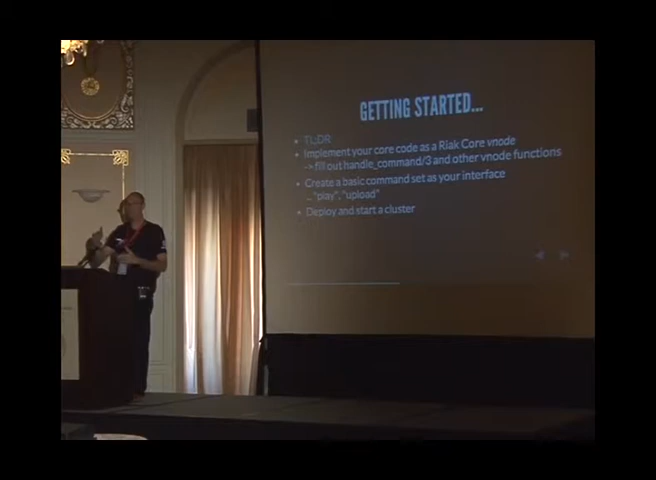 GETTING STARTED...
TL;DR
Implement your core code as a Riak Core vnode
-> fill out handle_command/3 and other vnode functions
Create a basic command set as your interface
... "play", "upload"
Deploy and start a cluster